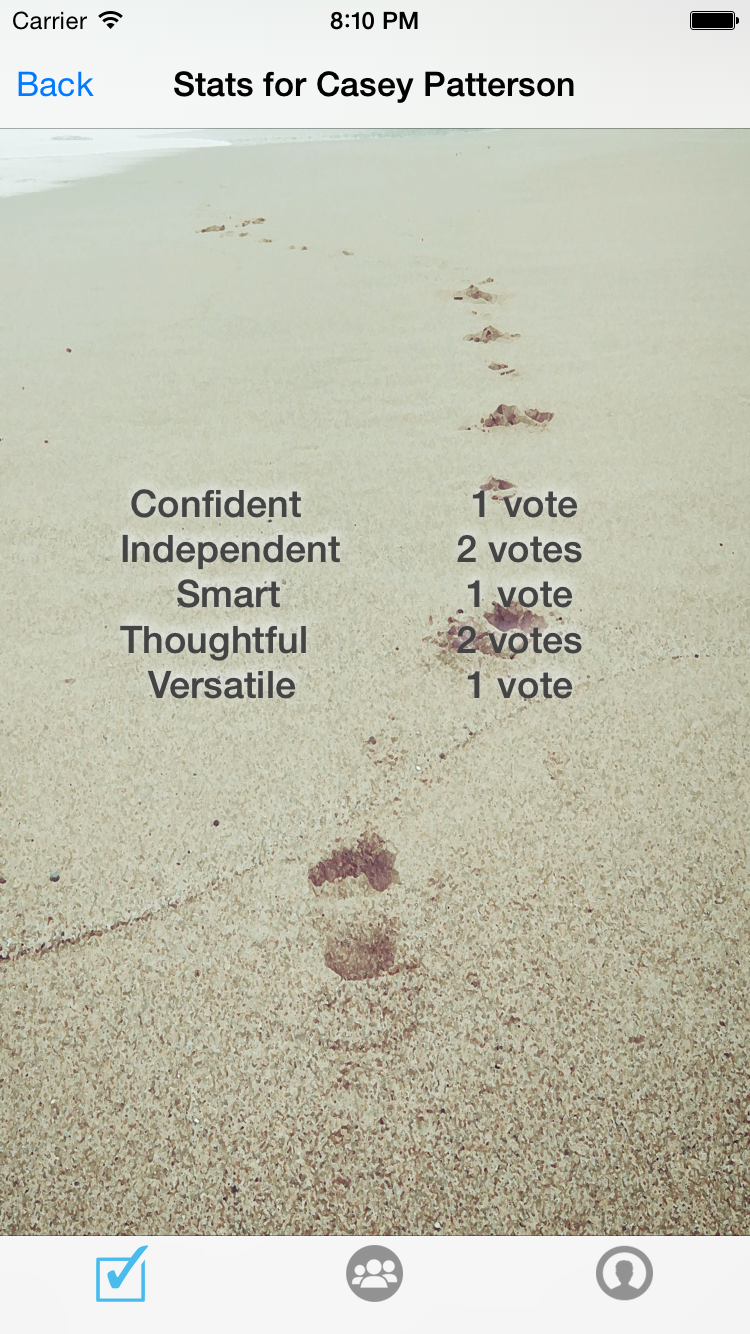 Carrier 8:10 PM
Back Stats for Casey Patterson
Confident 1 vote
Independent 2 votes
Smart 1 vote
Thoughtful 2 votes
Versatile 1 vote